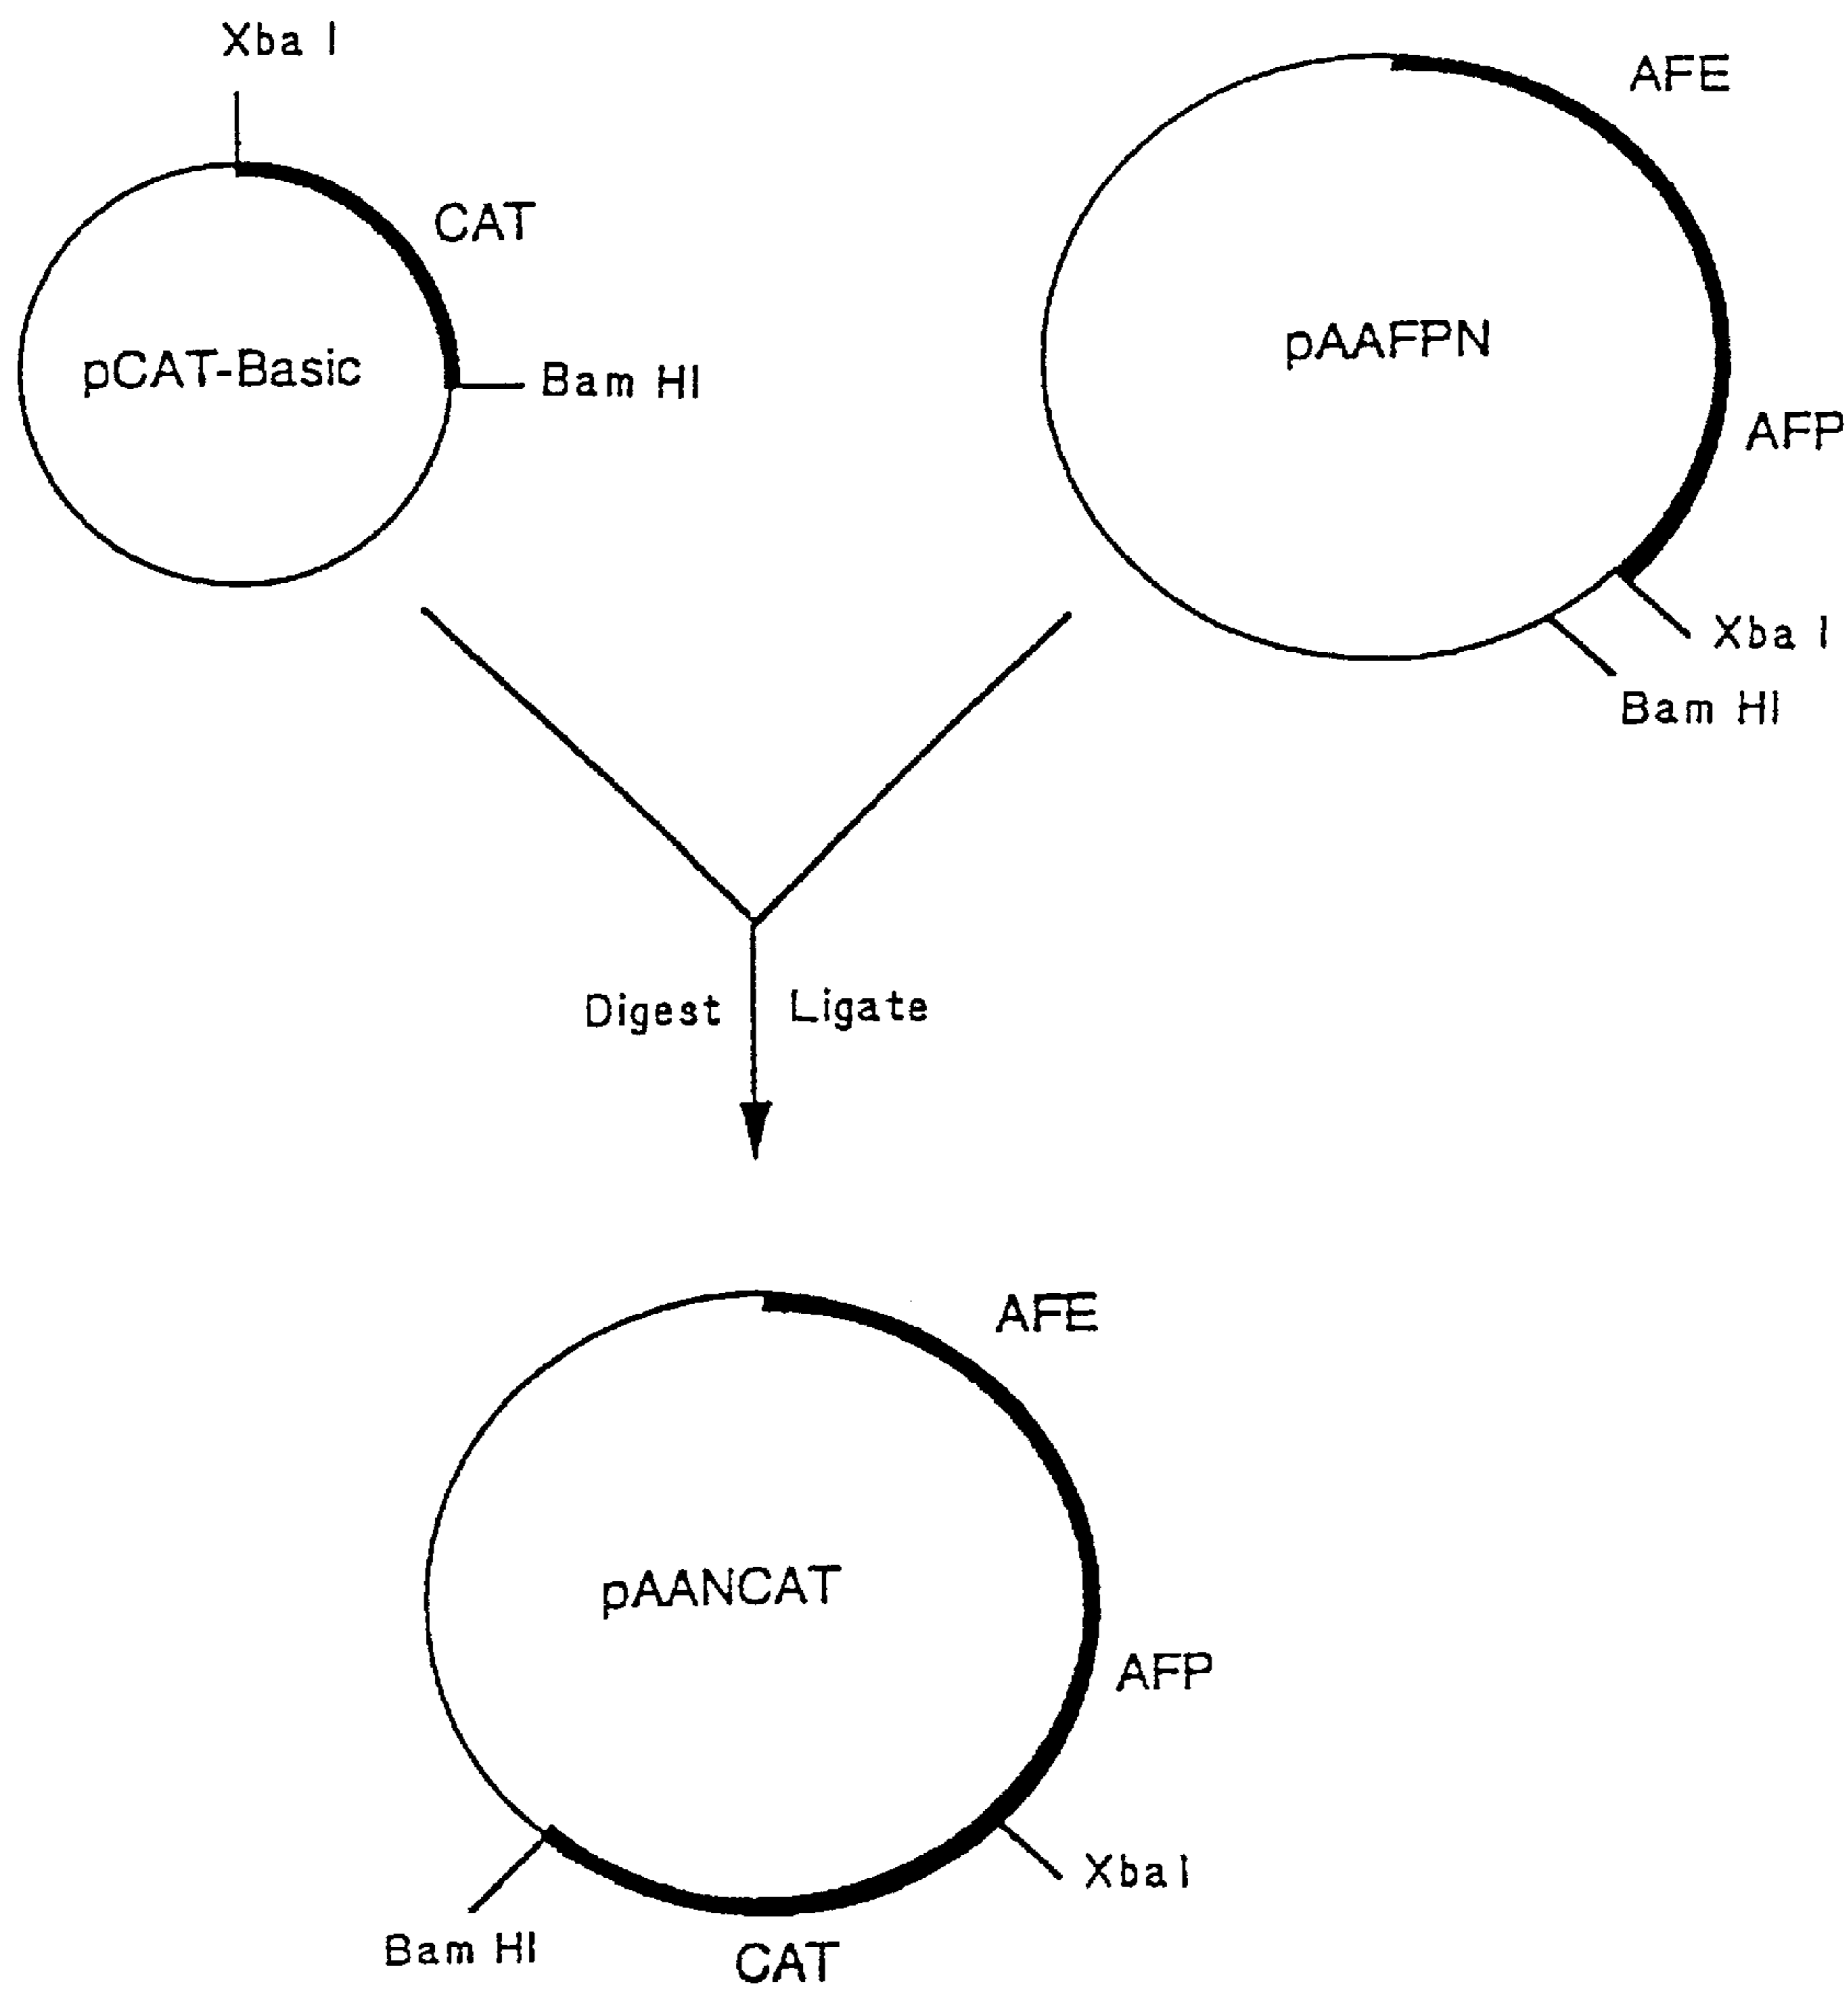 Xba I
CAT
pCAT-Basic
Bam HI
AFE
pAAFPN
AFP
Xba I
Bam HI
Digest
Ligate
AFE
pAANCAT
AFP
XbaI
Bam HI
CAT